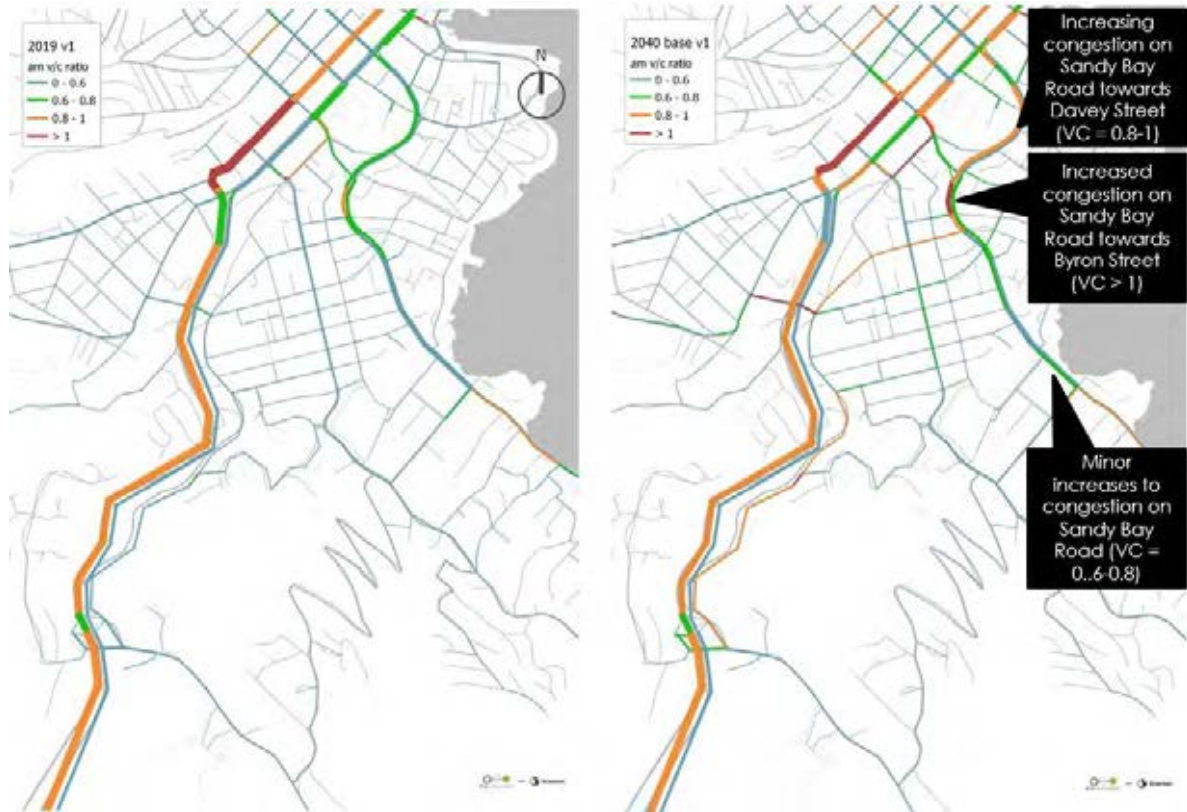 2019 v1
am v/c ratio
0 - 0.6
0.6 - 0.8
0.8 - 1
> 1
N
2040 base v1
am v/c ratio
0 - 0.6
0.6 - 0.8
0.8 - 1
> 1
Increasing
congestion on
Sandy Bay
Road towards
Davey Street
(VC = 0.8-1)
Increased
congestion on
Sandy Bay
Road towards
Byron Street
(VC > 1)
Minor
increases to
congestion on
Sandy Bay
Road (VC =
0..6-0.8)